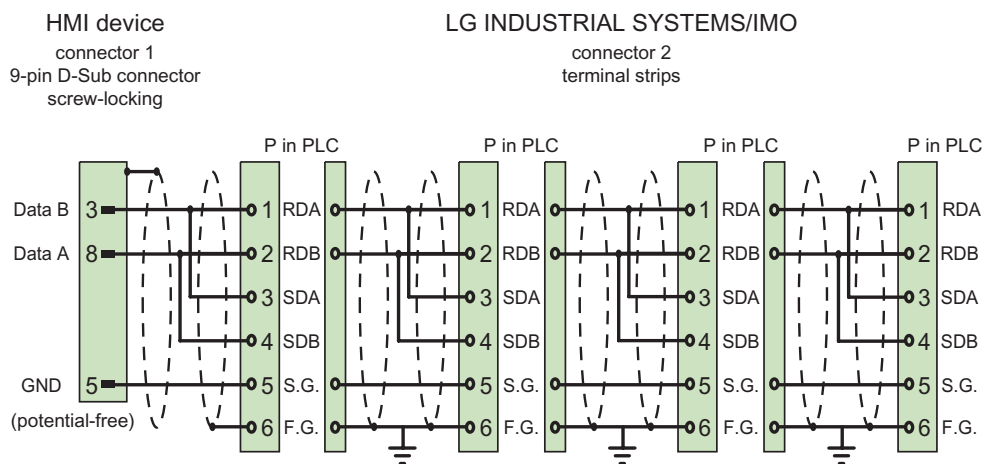 HMI device
connector 1
9-pin D-Sub connector
screw-locking
LG INDUSTRIAL SYSTEMS/IMO
connector 2
terminal strips
P in PLC P in PLC P in PLC P in PLC
Data B 3 1 RDA 1 RDA 1 RDA 1 RDA
Data A 8 2 RDB 2 RDB 2 RDB 2 RDB
3 SDA 3 SDA 3 SDA 3 SDA
4 SDB 4 SDB 4 SDB 4 SDB
GND 5 5 S.G. 5 S.G. 5 S.G. 5 S.G.
(potential-free) 6 F.G. 6 F.G. 6 F.G. 6 F.G.